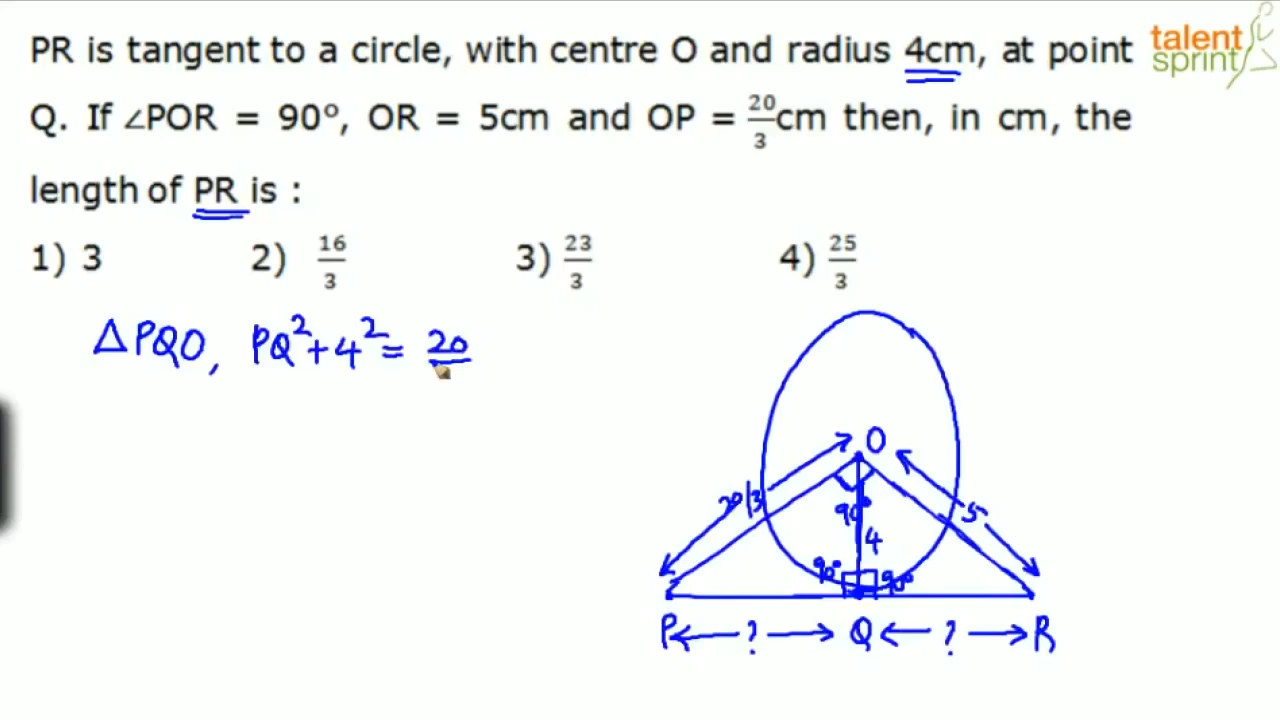 PR is tangent to a circle, with centre O and radius 4cm, at point
talent
sprint
Q. If ∠POR = 90°, OR = 5cm and OP = 20/3 cm then, in cm, the
length of PR is :
1) 3 2) 16/3 3) 23/3 4) 25/3
△PQO, PQ²+4² = 20
O
20/3 90° 5
4
90° 90°
P ? Q ? R